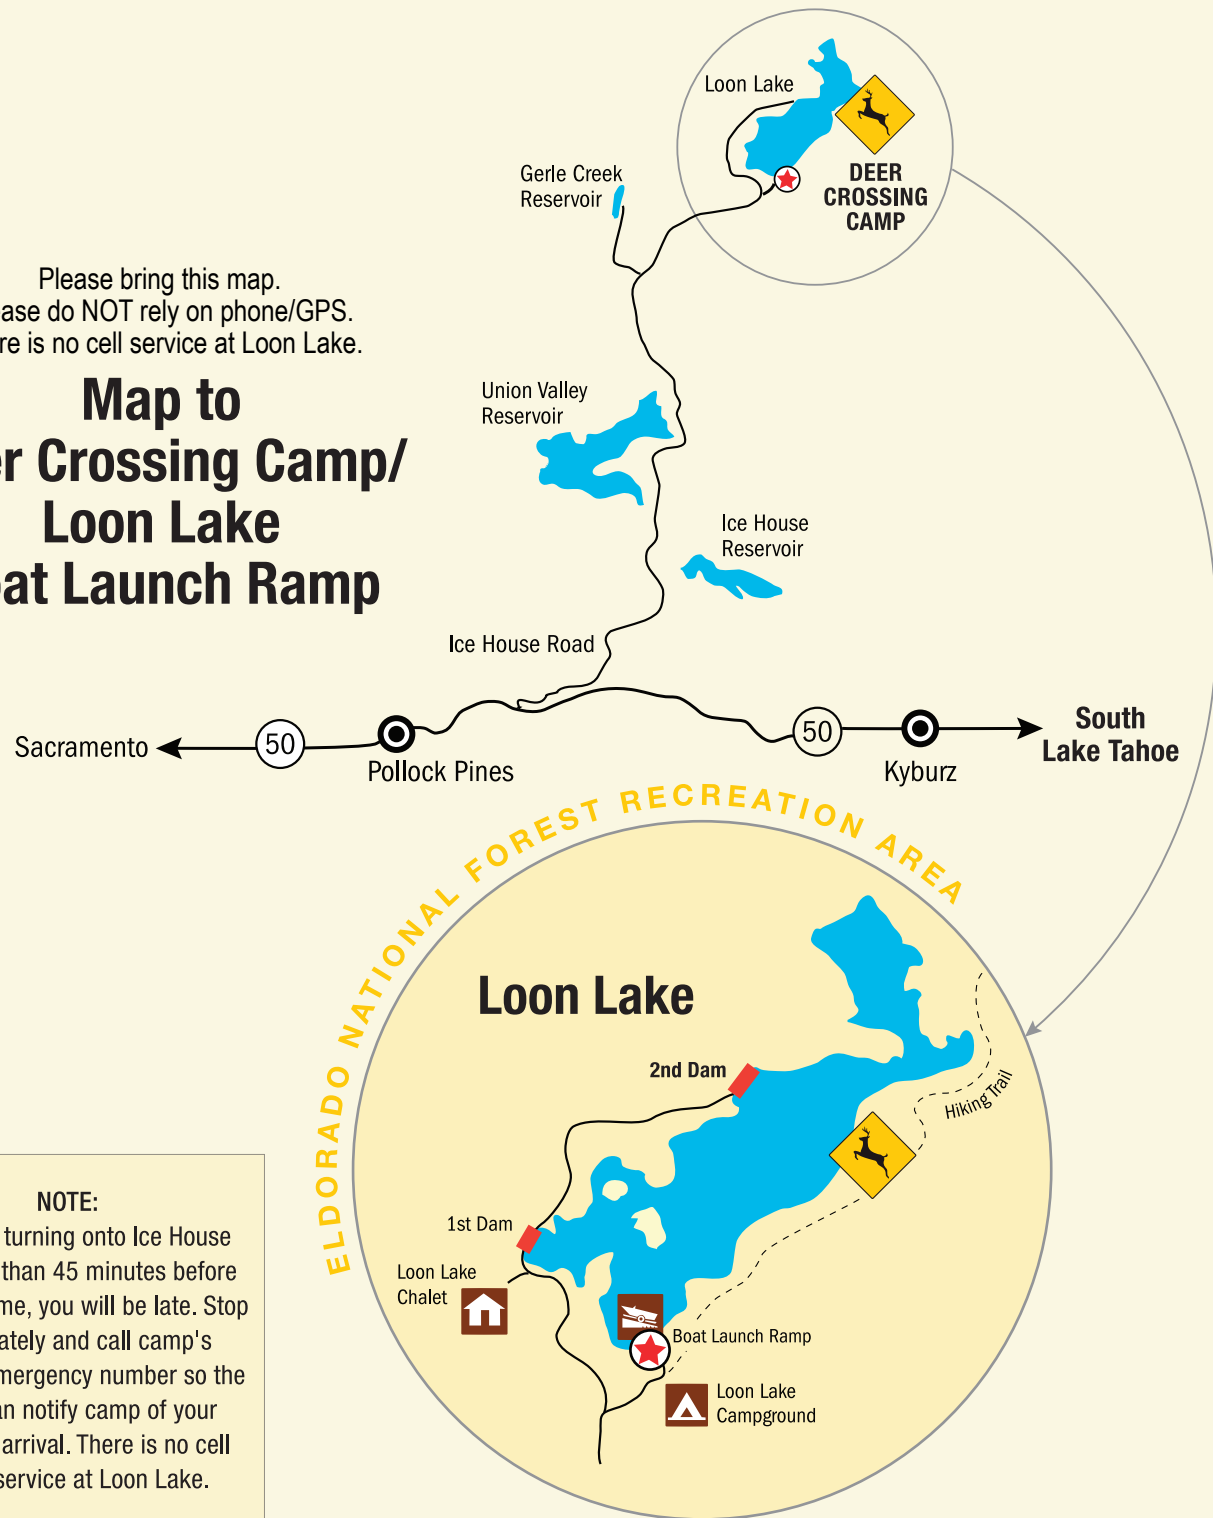 Loon Lake
DEER
CROSSING
CAMP
Gerle Creek
Reservoir
Please bring this map.
ase do NOT rely on phone/GPS.
re is no cell service at Loon Lake.
Map to
er Crossing Camp/
Loon Lake
at Launch Ramp
Union Valley
Reservoir
Ice House
Reservoir
Ice House Road
Sacramento
50
Pollock Pines
50
Kyburz
South
Lake Tahoe
ELDORADO NATIONAL FOREST RECREATION AREA
Loon Lake
2nd Dam
Hiking Trail
1st Dam
Loon Lake
Chalet
Boat Launch Ramp
Loon Lake
Campground
NOTE:
turning onto Ice House
than 45 minutes before
me, you will be late. Stop
ately and call camp's
mergency number so the
an notify camp of your
arrival. There is no cell
service at Loon Lake.